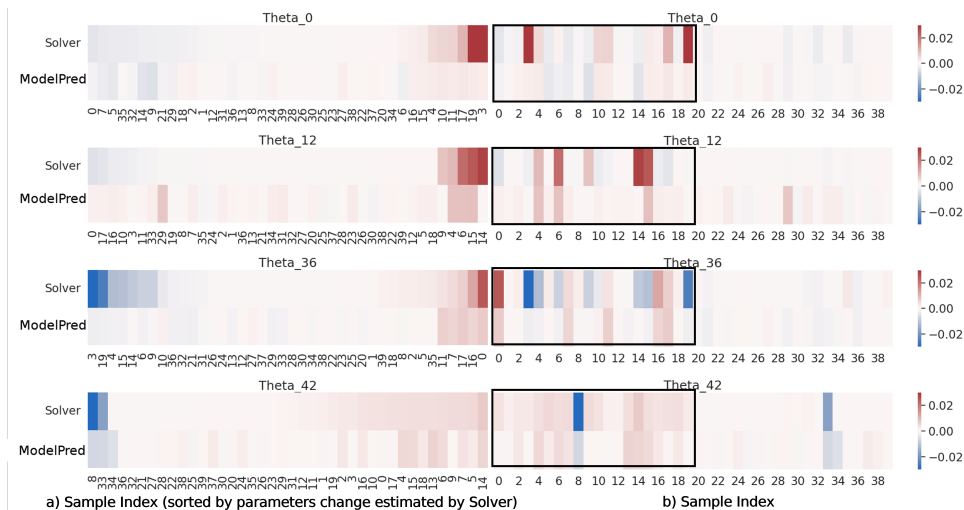 Theta_0
Theta_0
Solver
ModelPred
0.02
0.00
−0.02
0 7 5 35 32 14 9 21 29 18 2 1 12 31 36 13 8 33 24 39 28 26 30 25 23 27 38 22 37 20 34 6 16 15 4 10 11 17 19 3
0 2 4 6 8 10 12 14 16 18 20 22 24 26 28 30 32 34 36 38
Theta_12
Theta_12
Solver
ModelPred
0.02
0.00
−0.02
0 17 16 10 3 11 33 29 19 8 7 35 24 2 1 36 13 21 34 31 32 27 20 25 37 28 23 26 30 38 22 39 12 5 18 9 4 6 15 14
0 2 4 6 8 10 12 14 16 18 20 22 24 26 28 30 32 34 36 38
Theta_36
Theta_36
Solver
ModelPred
0.02
0.00
−0.02
3 19 4 15 14 6 9 10 36 32 21 31 26 13 12 27 37 29 33 28 30 34 38 22 23 25 20 1 39 18 8 2 5 35 11 7 17 16 0
0 2 4 6 8 10 12 14 16 18 20 22 24 26 28 30 32 34 36 38
Theta_42
Theta_42
Solver
ModelPred
0.02
0.00
−0.02
8 33 34 36 32 21 27 28 29 23 38 25 39 37 30 20 26 35 31 0 12 11 1 19 2 3 16 10 17 4 15 18 13 6 9 7 5 14
0 2 4 6 8 10 12 14 16 18 20 22 24 26 28 30 32 34 36 38
a) Sample Index (sorted by parameters change estimated by Solver)
b) Sample Index